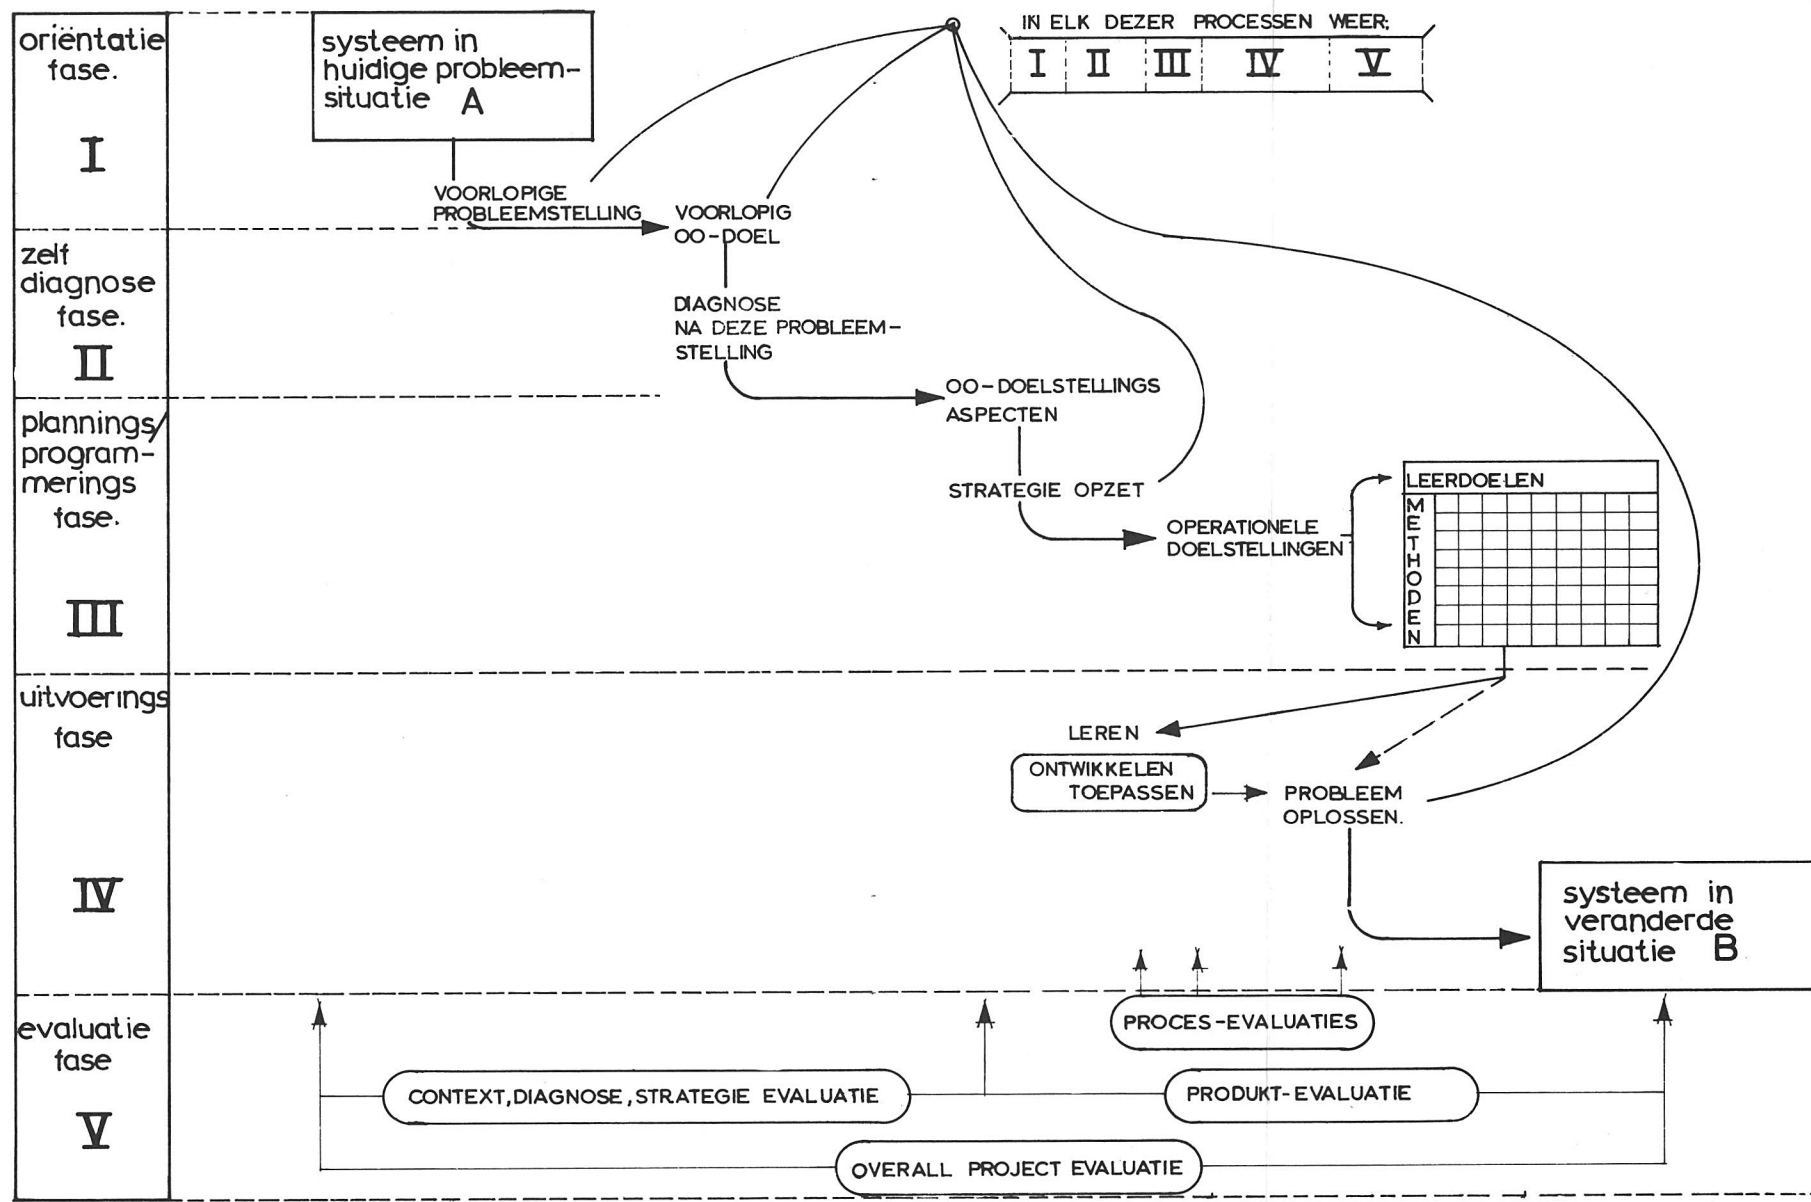 oriëntatie
fase.
I
systeem in
huidige probleem-
situatie A
IN ELK DEZER PROCESSEN WEER:
I II III IV V
VOORLOPIGE
PROBLEEMSTELLING
VOORLOPIG
OO-DOEL
zelf
diagnose
fase.
II
DIAGNOSE
NA DEZE PROBLEEM-
STELLING
OO-DOELSTELLINGS
ASPECTEN
plannings/
program-
merings
fase.
III
STRATEGIE OPZET
OPERATIONELE
DOELSTELLINGEN
LEERDOELEN
METHODEN
uitvoerings
fase
IV
LEREN
ONTWIKKELEN
TOEPASSEN
PROBLEEM
OPLOSSEN.
systeem in
veranderde
situatie B
evaluatie
fase
V
PROCES-EVALUATIES
CONTEXT, DIAGNOSE, STRATEGIE EVALUATIE
PRODUKT-EVALUATIE
OVERALL PROJECT EVALUATIE